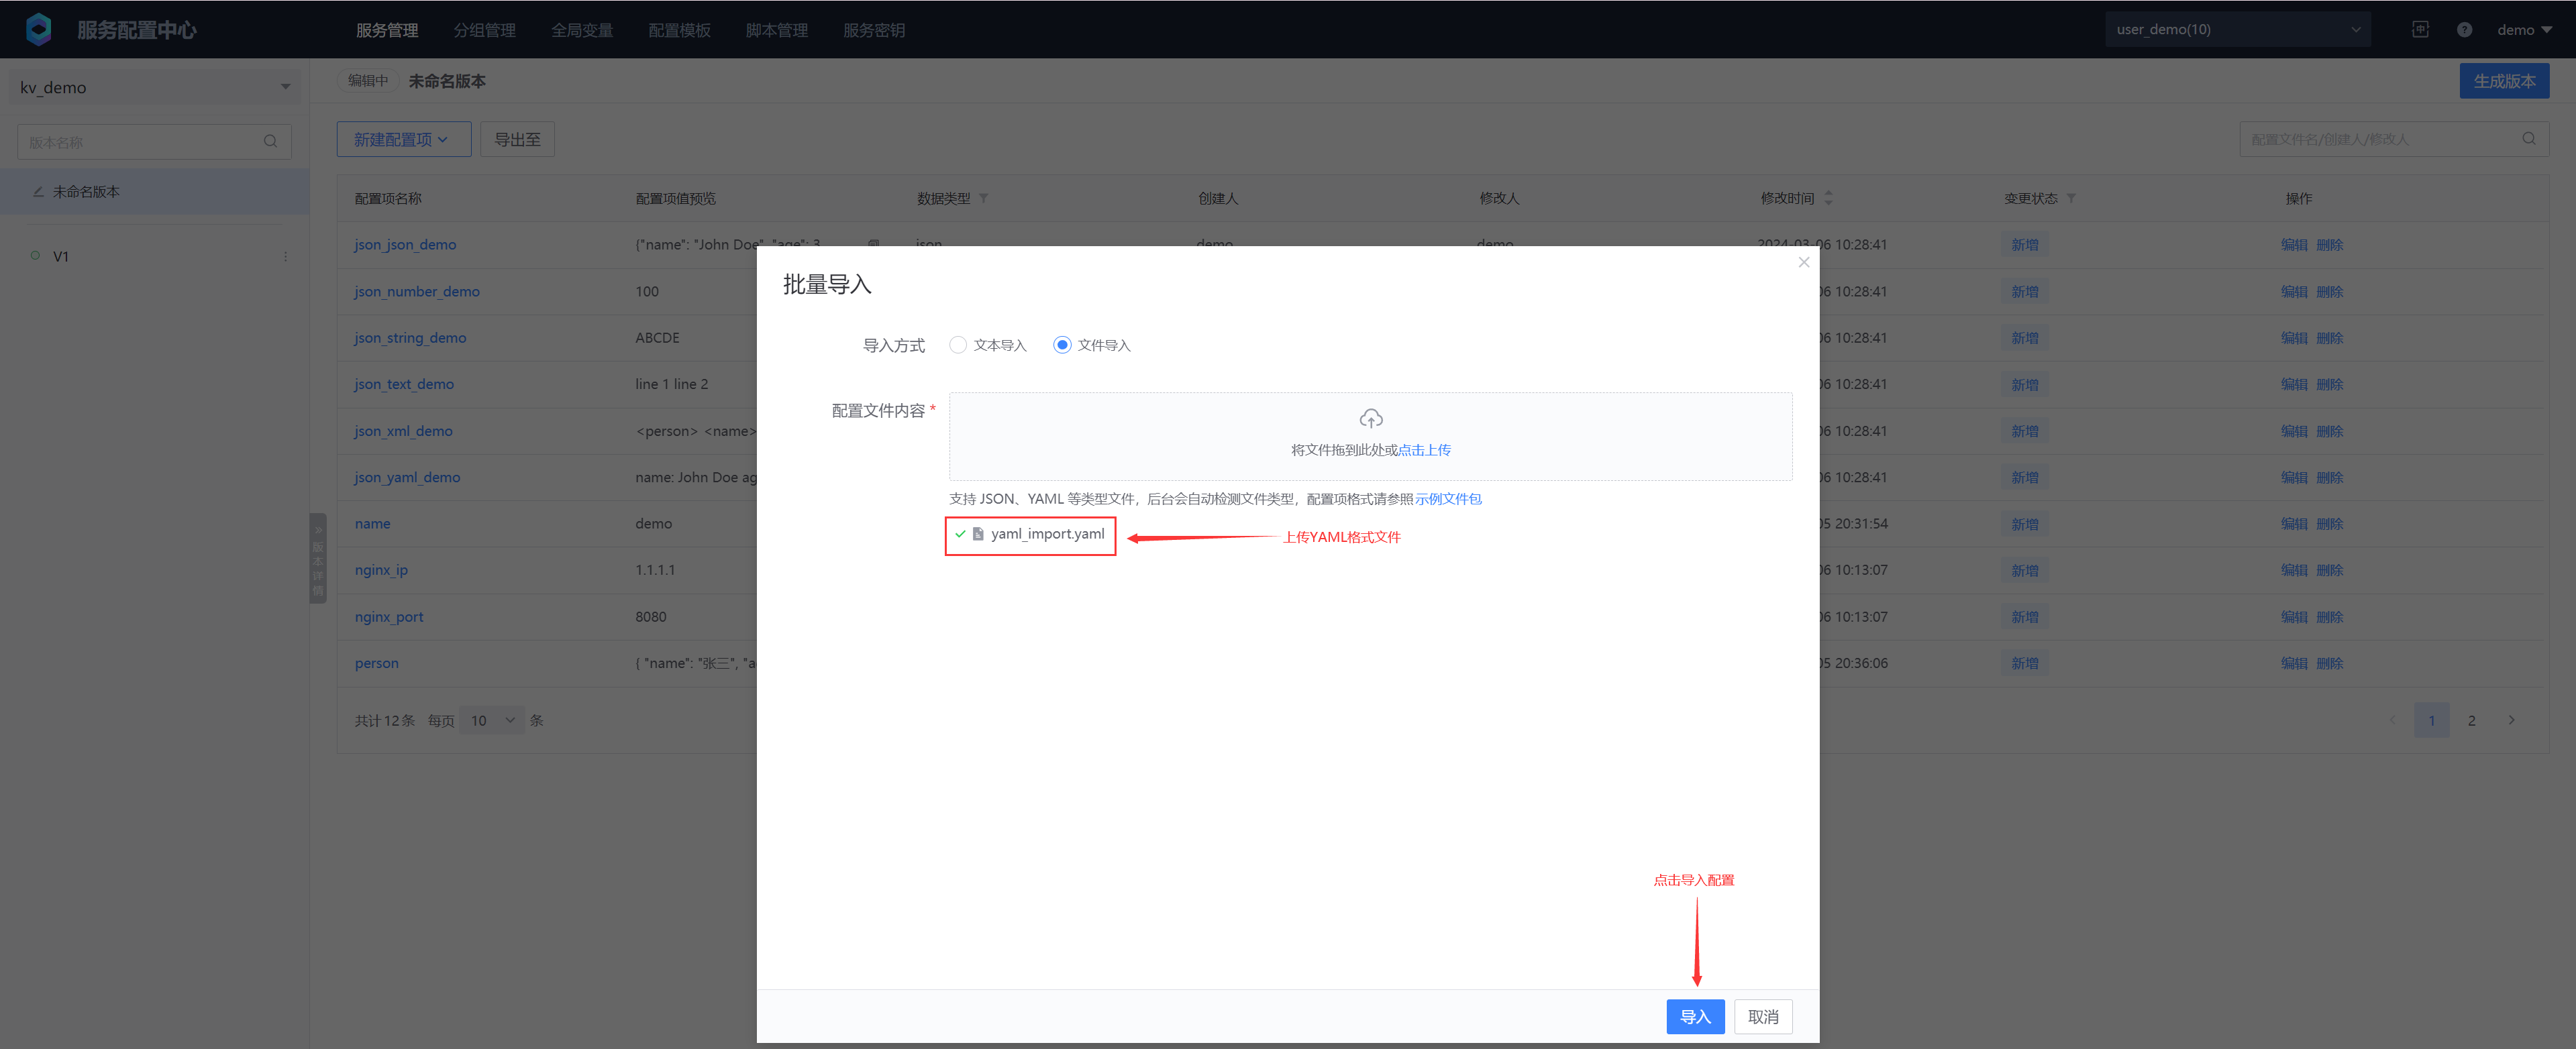 服务配置中心 服务管理 分组管理 全局变量 配置模板 脚本管理 服务密钥 user_demo(10) 中 ? demo
kv_demo 编辑中 未命名版本 生成版本
版本名称 新建配置项 导出至 配置文件名/创建人/修改人
未命名版本
V1
版本详情
配置项名称 配置项值预览 数据类型 创建人 修改人 修改时间 变更状态 操作
json_json_demo {"name": "John Doe", "age": 3 json demo demo 2024-03-06 10:28:41 新增 编辑 删除
json_number_demo 100 06 10:28:41 新增 编辑 删除
json_string_demo ABCDE 06 10:28:41 新增 编辑 删除
json_text_demo line 1 line 2 06 10:28:41 新增 编辑 删除
json_xml_demo <person> <name> 06 10:28:41 新增 编辑 删除
json_yaml_demo name: John Doe ag 06 10:28:41 新增 编辑 删除
name demo 05 20:31:54 新增 编辑 删除
nginx_ip 1.1.1.1 06 10:13:07 新增 编辑 删除
nginx_port 8080 06 10:13:07 新增 编辑 删除
person { "name": "张三", "a 05 20:36:06 新增 编辑 删除
共计12条 每页 10 条 1 2
批量导入
导入方式 文本导入 文件导入
配置文件内容 *
将文件拖到此处或点击上传
支持 JSON、YAML 等类型文件，后台会自动检测文件类型，配置项格式请参照示例文件包
yaml_import.yaml 上传YAML格式文件
点击导入配置
导入 取消